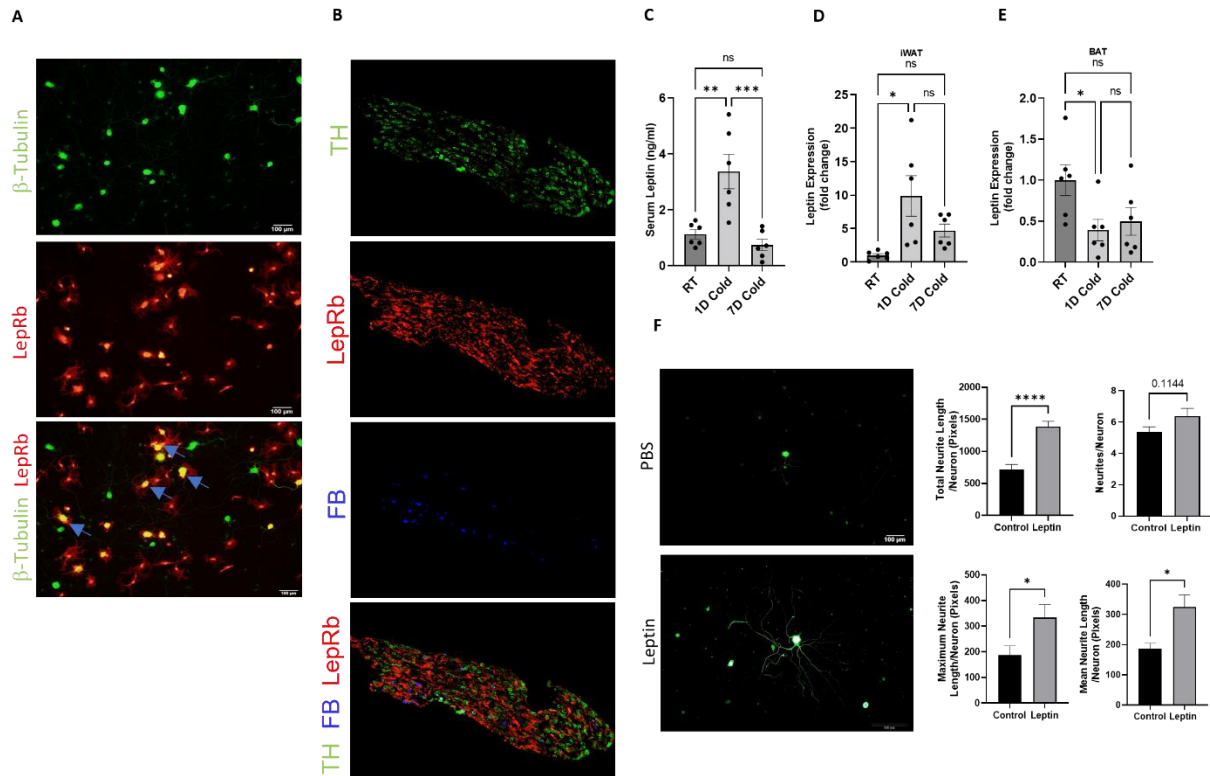 A
β-Tubulin
100 µm
LepRb
100 µm
β-Tubulin LepRb
100 µm
B
TH
LepRb
FB
TH FB LepRb
C
ns
** ***
Serum Leptin (ng/ml)
6
4
2
0
RT
1D Cold
7D Cold
D
iWAT
ns
* ns
Leptin Expression
(fold change)
25
20
15
10
5
0
RT
1D Cold
7D Cold
E
BAT
ns
* ns
Leptin Expression
(fold change)
2.0
1.5
1.0
0.5
0.0
RT
1D Cold
7D Cold
F
PBS
100 µm
Leptin
Total Neurite Length
/Neuron (Pixels)
2000
1500
1000
500
0
****
Control Leptin
Neurites/Neuron
8
6
4
2
0
0.1144
Control Leptin
Maximum Neurite
Length/Neuron (Pixels)
500
400
300
200
100
0
*
Control Leptin
Mean Neurite Length
/Neuron (Pixels)
400
300
200
100
0
*
Control Leptin